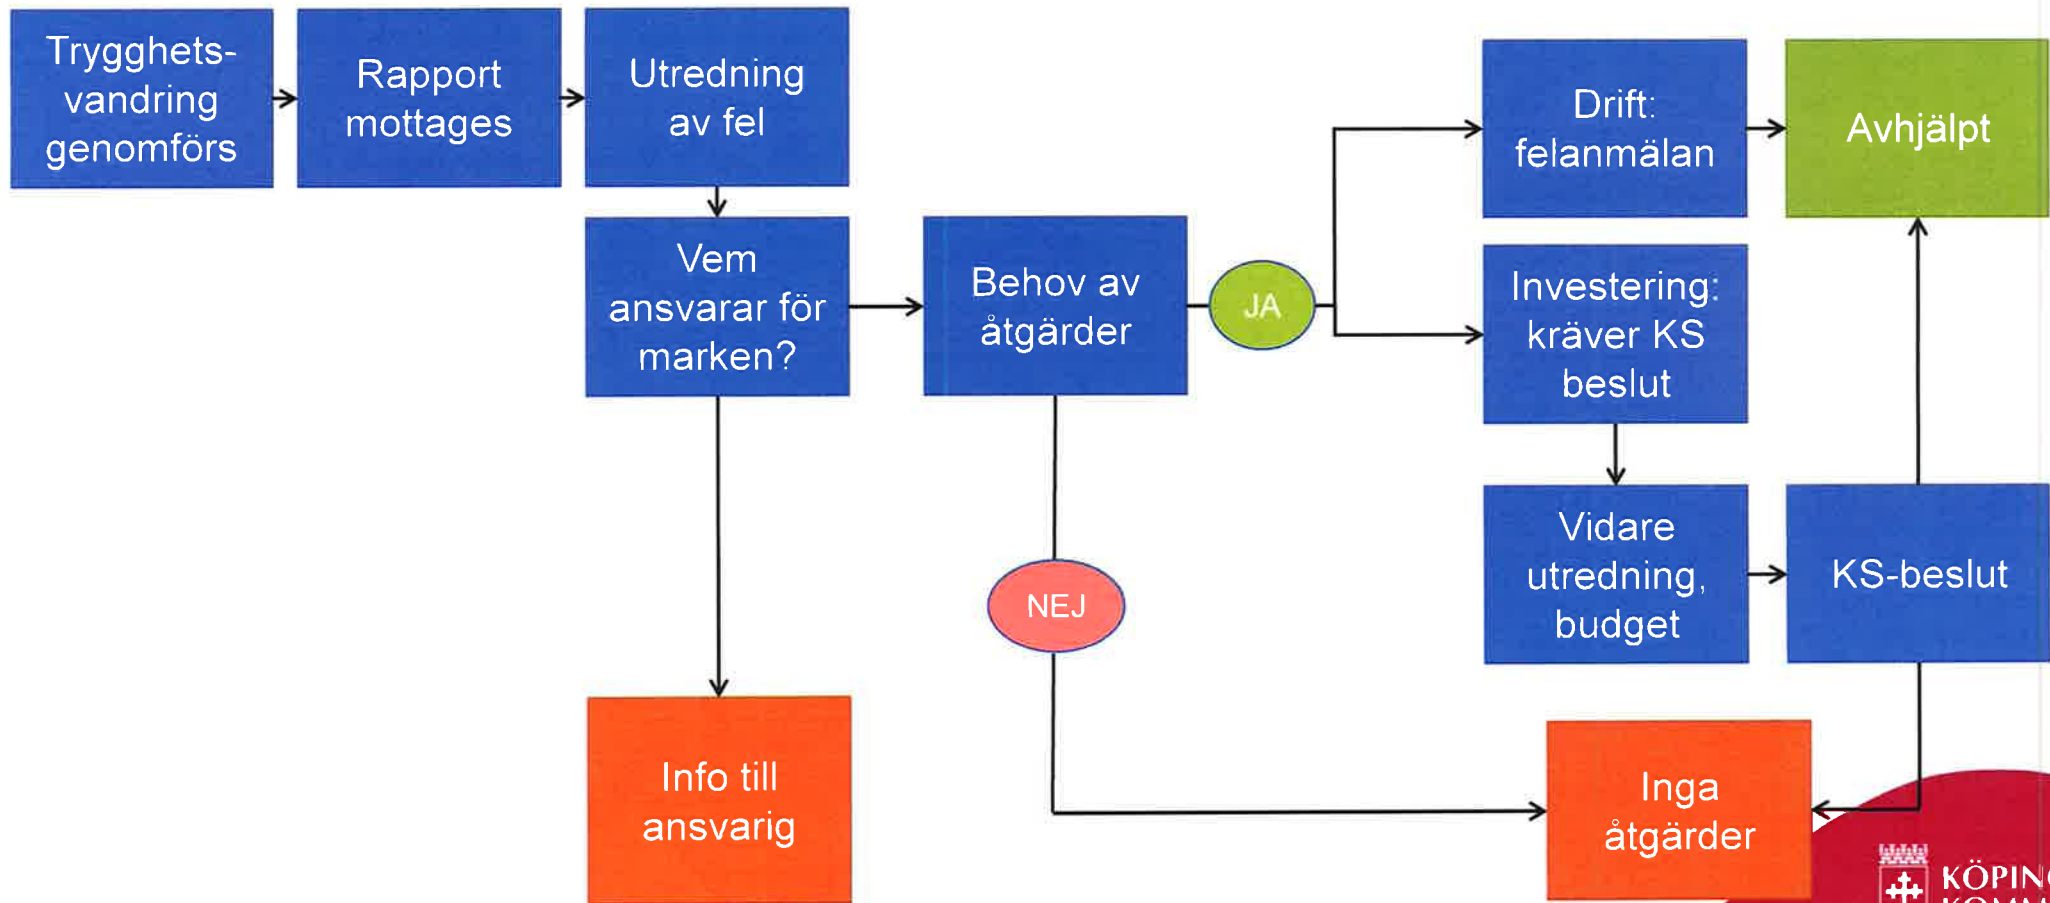 Trygghets-
vandring
genomförs
Rapport
mottages
Utredning
av fel
Drift:
felanmälan
Avhjälpt
Vem
ansvarar för
marken?
Behov av
åtgärder
JA
Investering:
kräver KS
beslut
Vidare
utredning,
budget
KS-beslut
NEJ
Info till
ansvarig
Inga
åtgärder